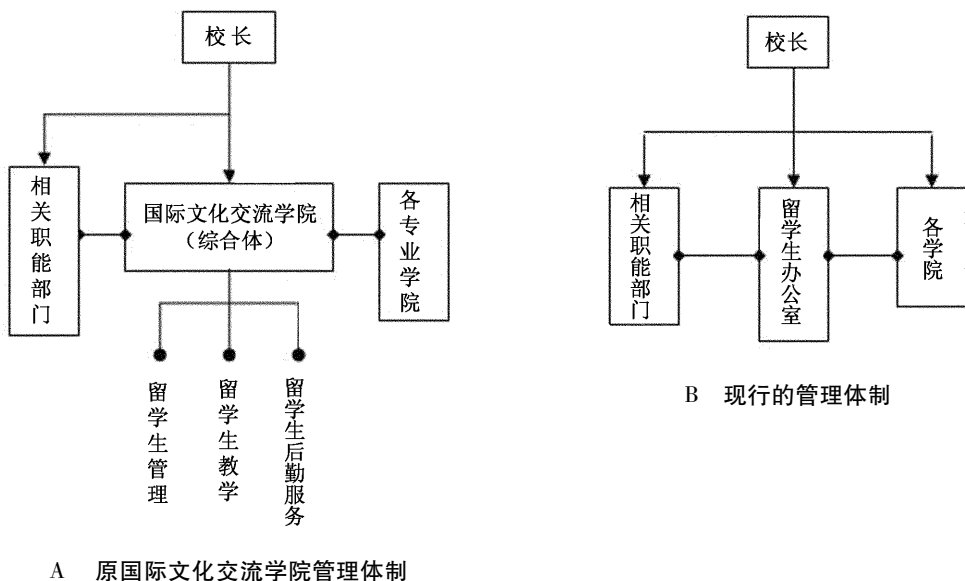 校长
相关职能部门
国际文化交流学院
（综合体）
各专业学院
留学生管理
留学生教学
留学生后勤服务
A 原国际文化交流学院管理体制
校长
相关职能部门
留学生办公室
各学院
B 现行的管理体制